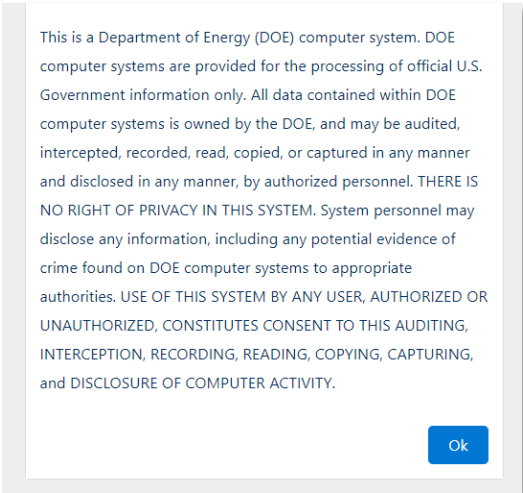 This is a Department of Energy (DOE) computer system. DOE
computer systems are provided for the processing of official U.S.
Government information only. All data contained within DOE
computer systems is owned by the DOE, and may be audited,
intercepted, recorded, read, copied, or captured in any manner
and disclosed in any manner, by authorized personnel. THERE IS
NO RIGHT OF PRIVACY IN THIS SYSTEM. System personnel may
disclose any information, including any potential evidence of
crime found on DOE computer systems to appropriate
authorities. USE OF THIS SYSTEM BY ANY USER, AUTHORIZED OR
UNAUTHORIZED, CONSTITUTES CONSENT TO THIS AUDITING,
INTERCEPTION, RECORDING, READING, COPYING, CAPTURING,
and DISCLOSURE OF COMPUTER ACTIVITY.
Ok